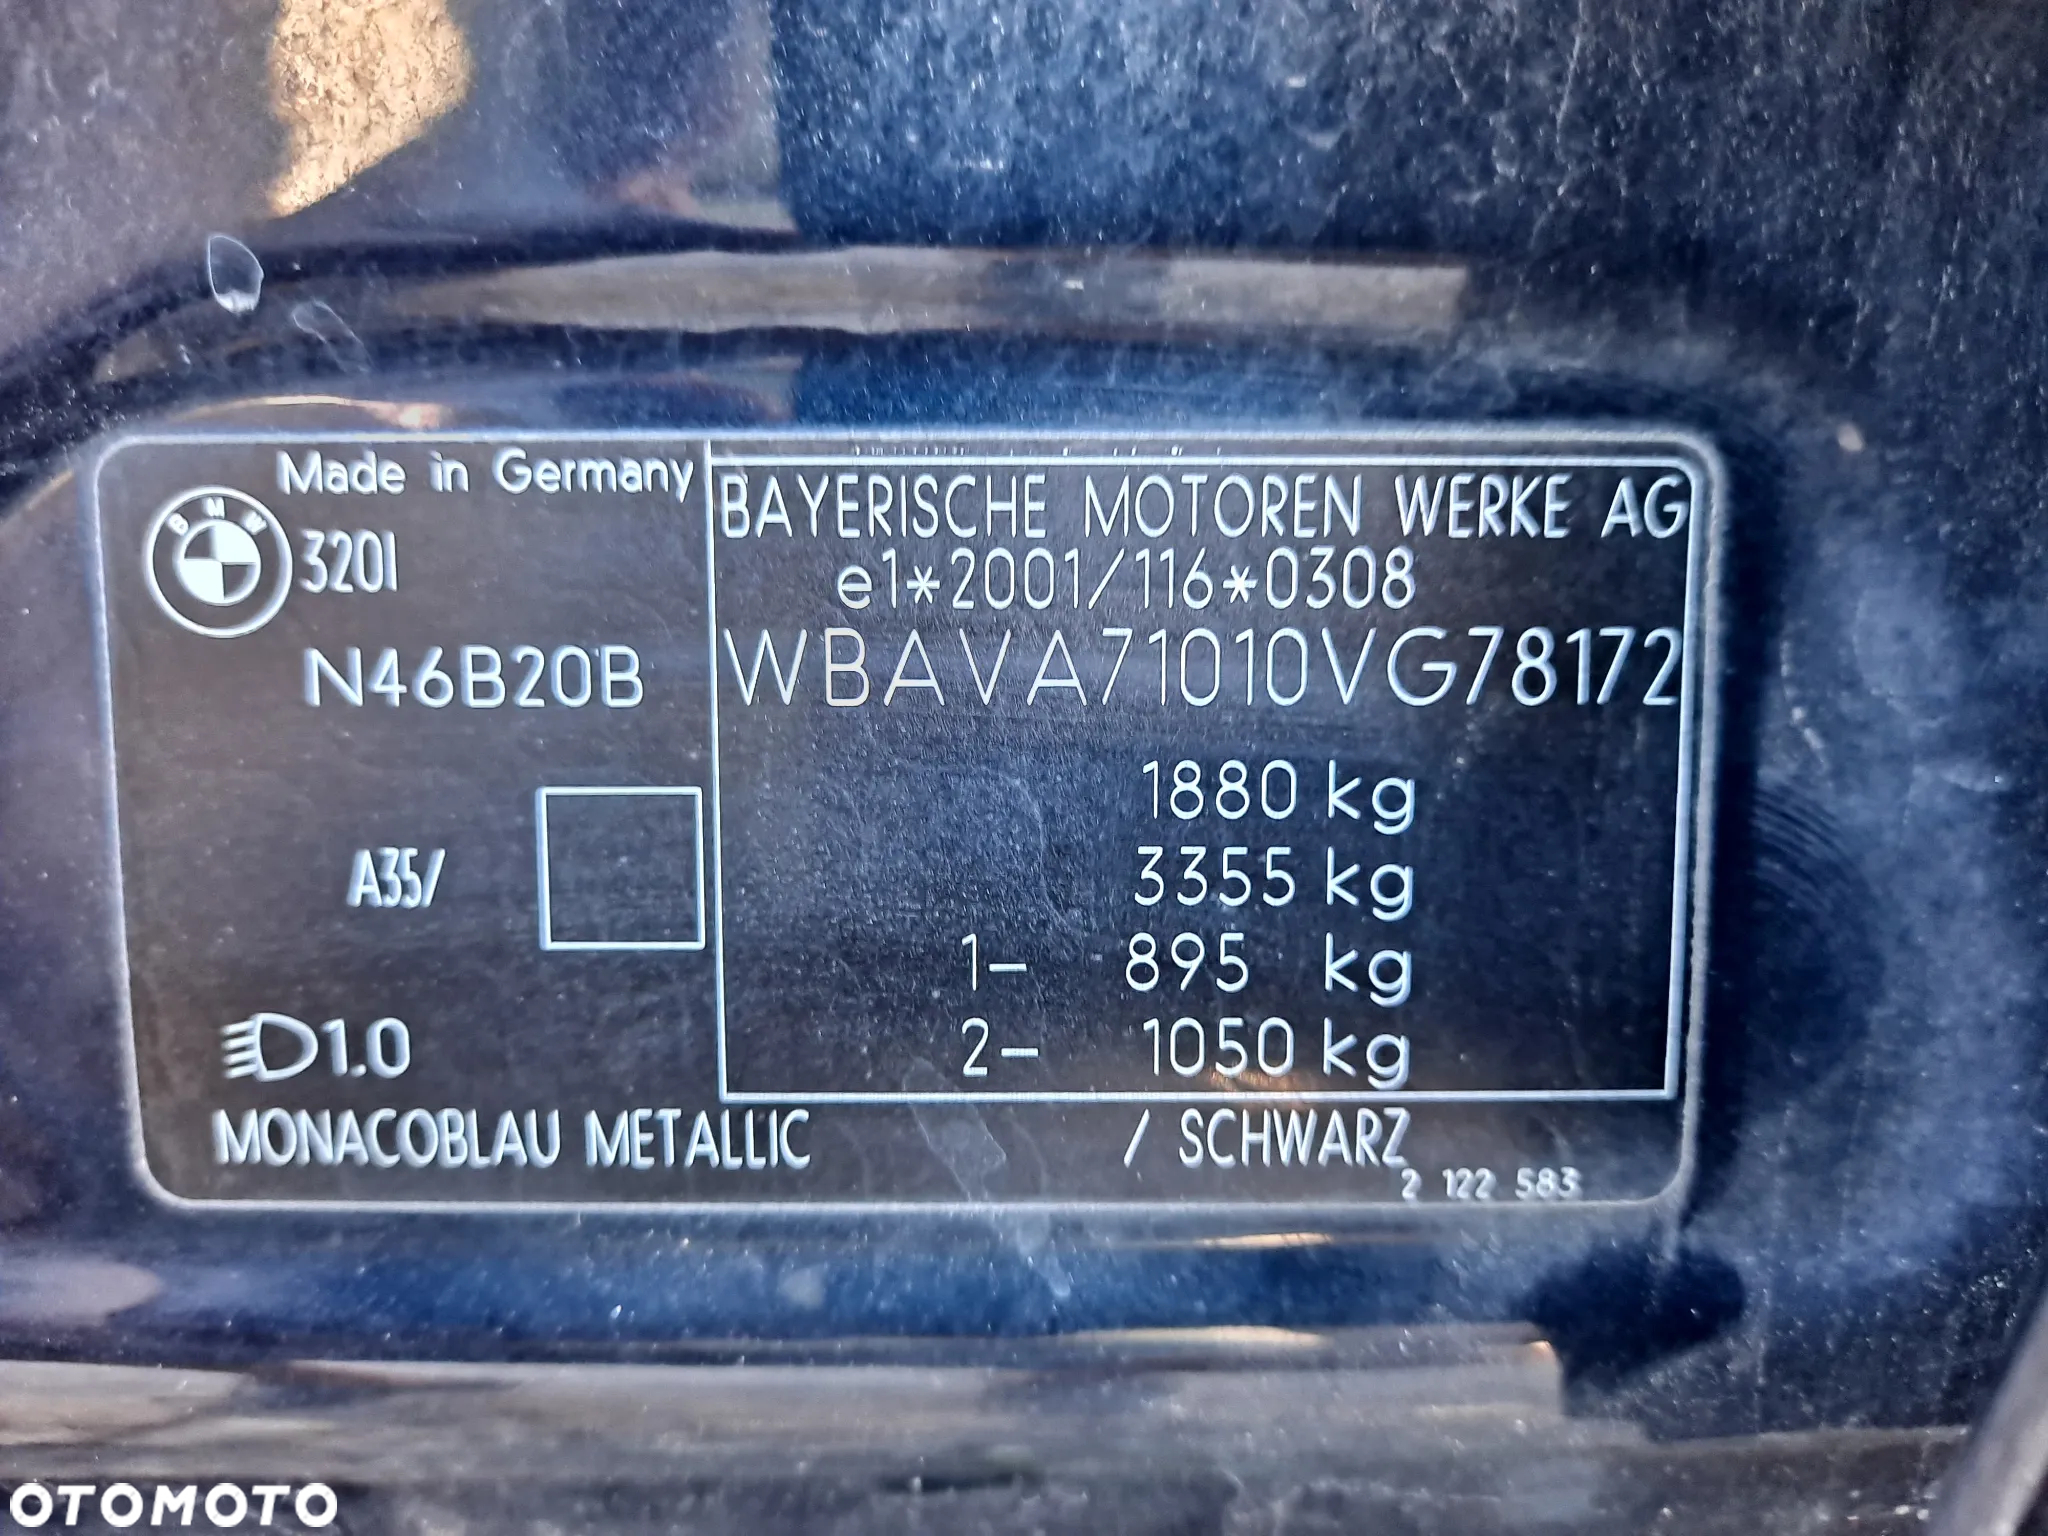 Made in Germany
BMW
320I
N46B20B
A35/
1.0
BAYERISCHE MOTOREN WERKE AG
e1*2001/116*0308
WBAVA71010VG78172
1880 kg
3355 kg
1- 895 kg
2- 1050 kg
MONACOBLAU METALLIC / SCHWARZ
2 122 583
OTOMOTO